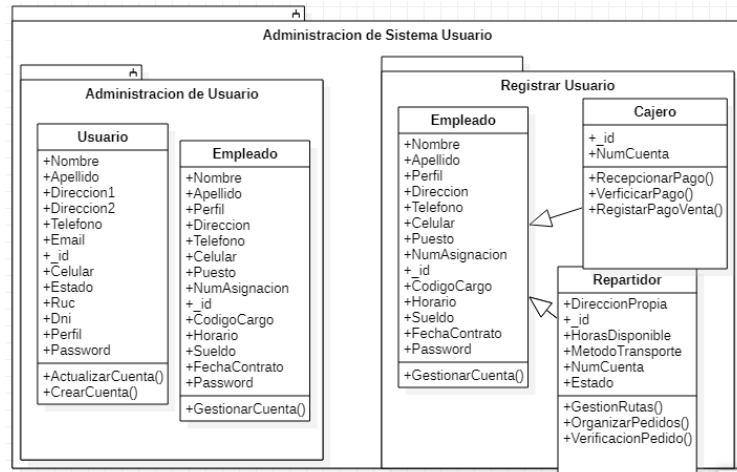 Administracion de Sistema Usuario
Administracion de Usuario
Usuario
+Nombre
+Apellido
+Direccion1
+Direccion2
+Telefono
+Email
+_id
+Celular
+Estado
+Ruc
+Dni
+Perfil
+Password
+ActualizarCuenta()
+CrearCuenta()
Empleado
+Nombre
+Apellido
+Perfil
+Direccion
+Telefono
+Celular
+Puesto
+NumAsignacion
+_id
+CodigoCargo
+Horario
+Sueldo
+FechaContrato
+Password
+GestionarCuenta()
Registrar Usuario
Empleado
+Nombre
+Apellido
+Perfil
+Direccion
+Telefono
+Celular
+Puesto
+NumAsignacion
+_id
+CodigoCargo
+Horario
+Sueldo
+FechaContrato
+Password
+GestionarCuenta()
Cajero
+_id
+NumCuenta
+RecepcionarPago()
+VerficicarPago()
+RegistarPagoVenta()
Repartidor
+DireccionPropia
+_id
+HorasDisponible
+MetodoTransporte
+NumCuenta
+Estado
+GestionRutas()
+OrganizarPedidos()
+VerificacionPedido()